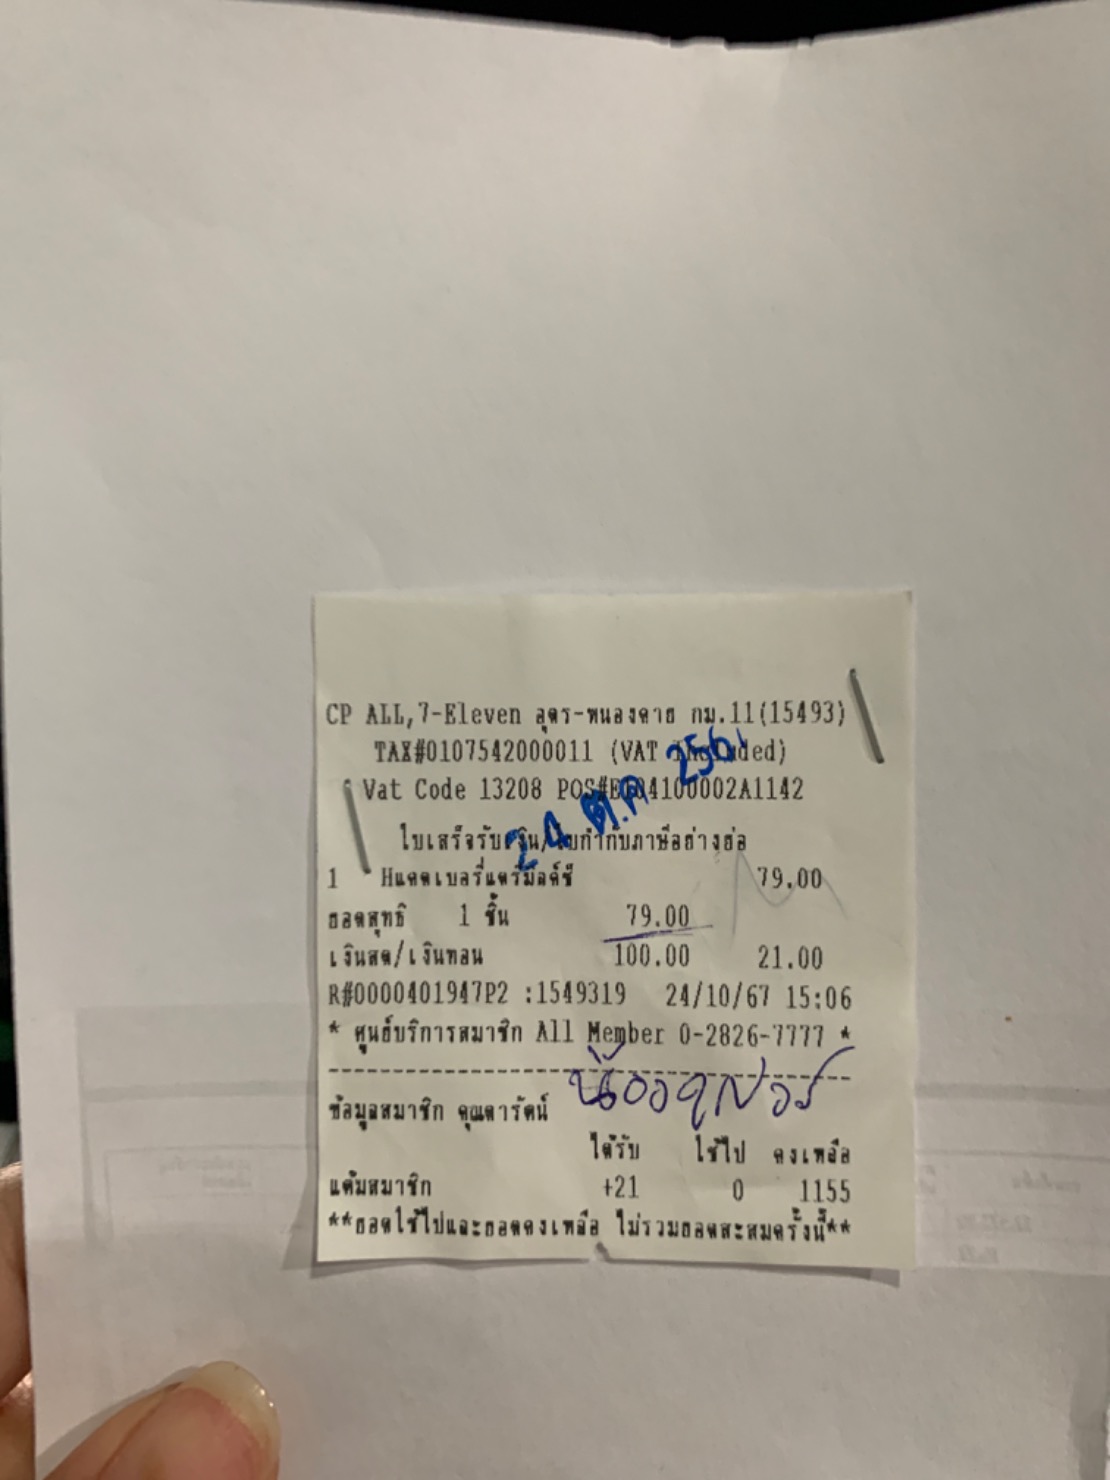 CP ALL,7-Eleven อุดร-หนองคาย กม.11(15493)
TAX#0107542000011 (VAT Included)
Vat Code 13208 POS#E104100002A1142
24 ต.ค 256
ใบเสร็จรับเงิน/ใบกำกับภาษีอย่างย่อ
1 Hแคดเบอรี่แดรี่มิลค์ช็ 79.00
ยอดสุทธิ 1 ชิ้น 79.00
เงินสด/เงินทอน 100.00 21.00
R#0000401947P2 :1549319 24/10/67 15:06
* ศูนย์บริการสมาชิก All Member 0-2826-7777 *
ข้อมูลสมาชิก คุณดารัตน์
ได้รับ ใช้ไป คงเหลือ
แต้มสมาชิก +21 0 1155
**ยอดใช้ไปและยอดคงเหลือ ไม่รวมยอดสะสมครั้งนี้**